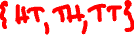 {HT, TH, TT}